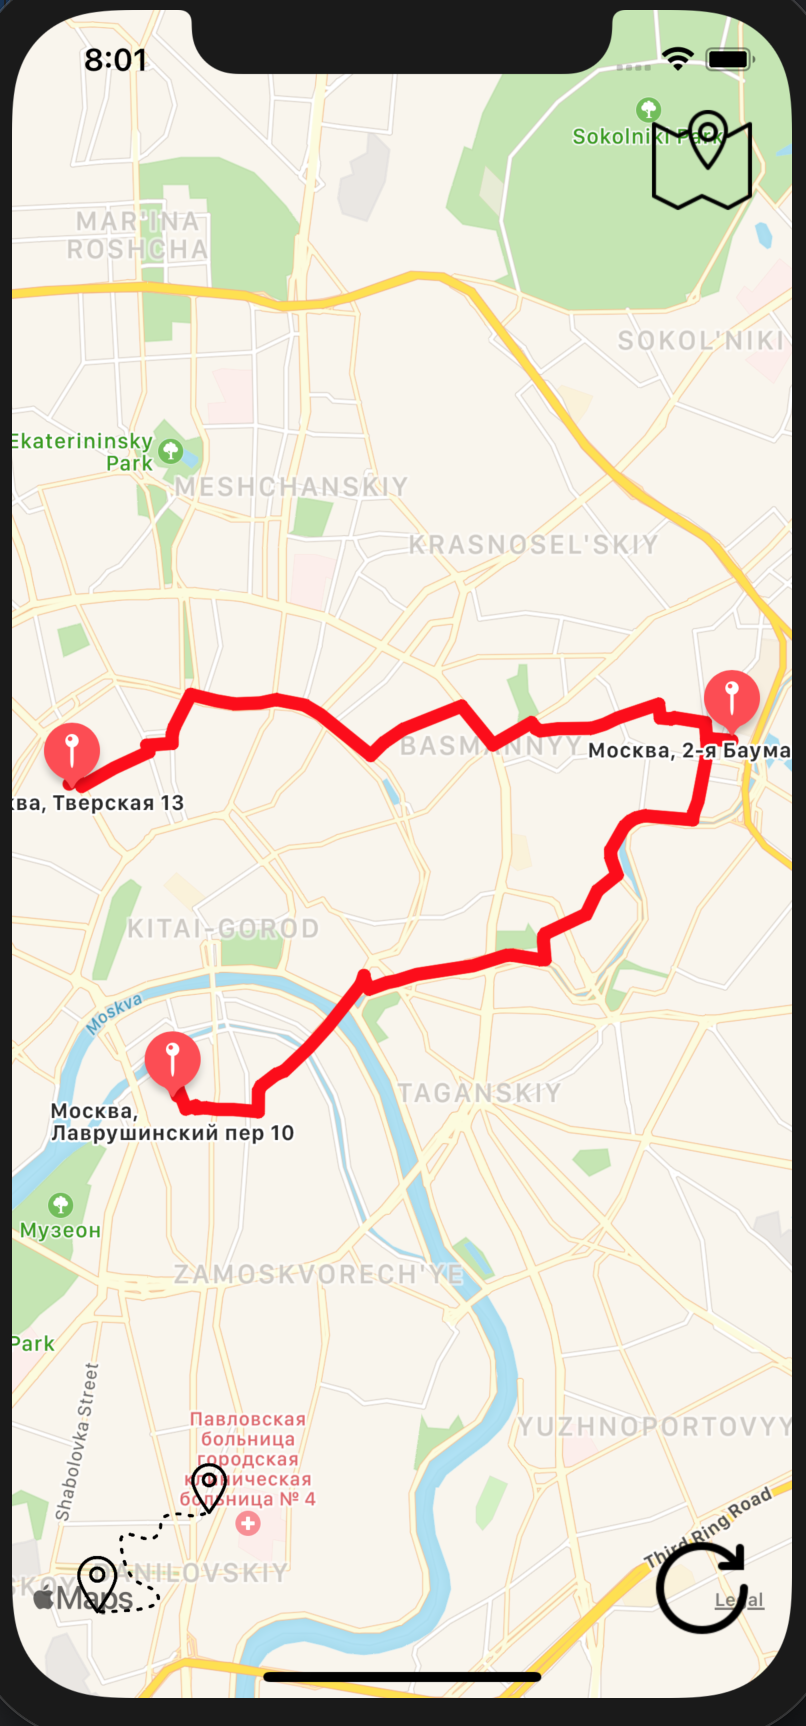 8:01
Sokolniki Park
MAR'INA
ROSHCHA
SOKOL'NIKI
Ekaterininsky
Park
MESHCHANSKIY
KRASNOSEL'SKIY
BASMANNYY
Москва, 2-я Баума
ква, Тверская 13
KITAI-GOROD
Moskva
TAGANSKIY
Москва,
Лаврушинский пер 10
Музеон
ZAMOSKVORECH'YE
Park
Shabolovka Street
Павловская
больница
городская
клиническая
больница № 4
YUZHNOPORTOVYY
Third Ring Road
DANILOVSKIY
Maps
Legal